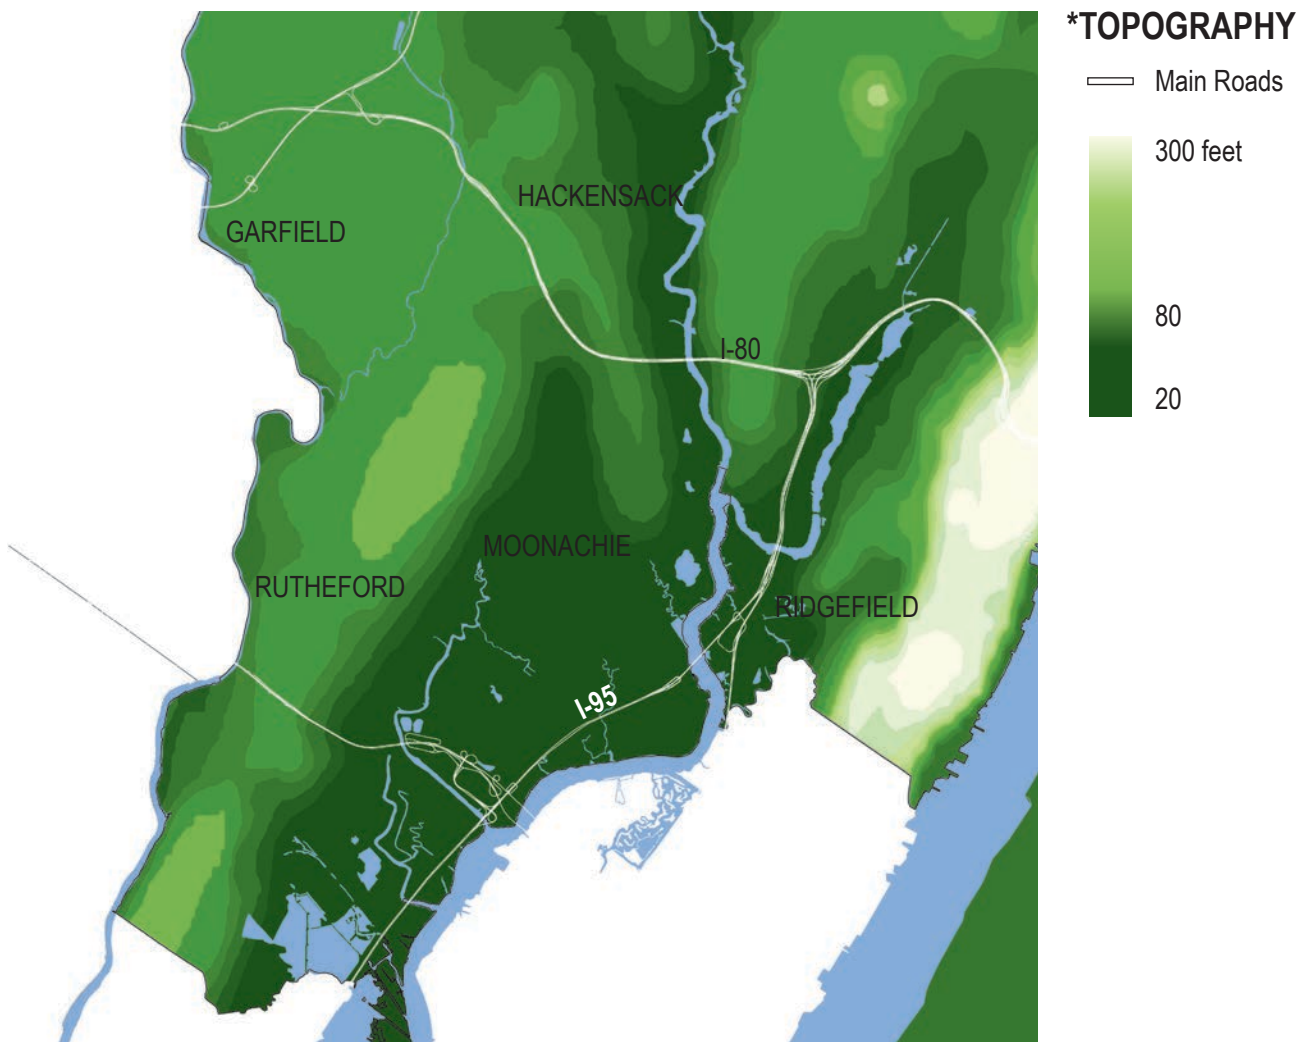 *TOPOGRAPHY
Main Roads
300 feet
80
20
HACKENSACK
GARFIELD
I-80
MOONACHIE
RUTHEFORD
RIDGEFIELD
I-95